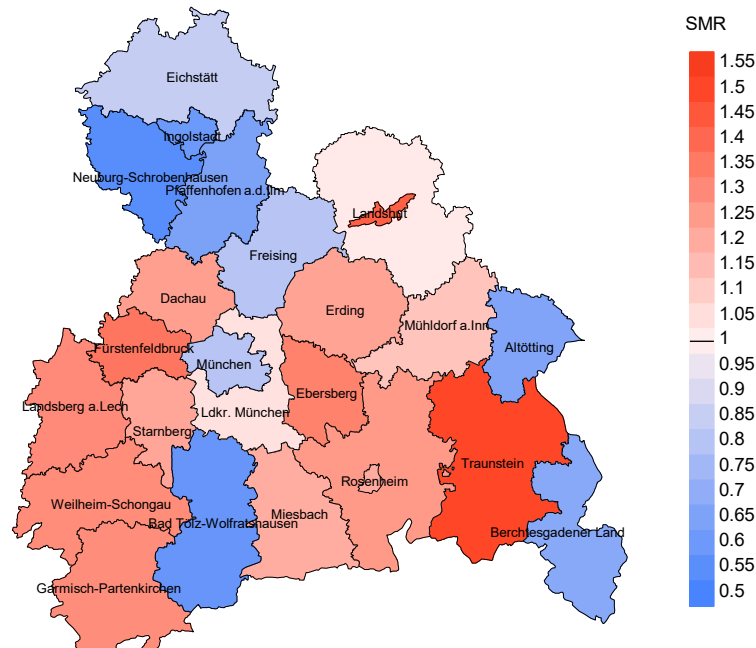 SMR
Eichstätt
Ingolstadt
Neuburg-Schrobenhausen
Pfaffenhofen a.d.Ilm
Landshut
Freising
Dachau
Erding
Mühldorf a.Inn
Fürstenfeldbruck
München
Altötting
Landsberg a.Lech
Ldkr. München
Ebersberg
Starnberg
Traunstein
Rosenheim
Weilheim-Schongau
Miesbach
Bad Tölz-Wolfratshausen
Berchtesgadener Land
Garmisch-Partenkirchen
1.55
1.5
1.45
1.4
1.35
1.3
1.25
1.2
1.15
1.1
1.05
1
0.95
0.9
0.85
0.8
0.75
0.7
0.65
0.6
0.55
0.5